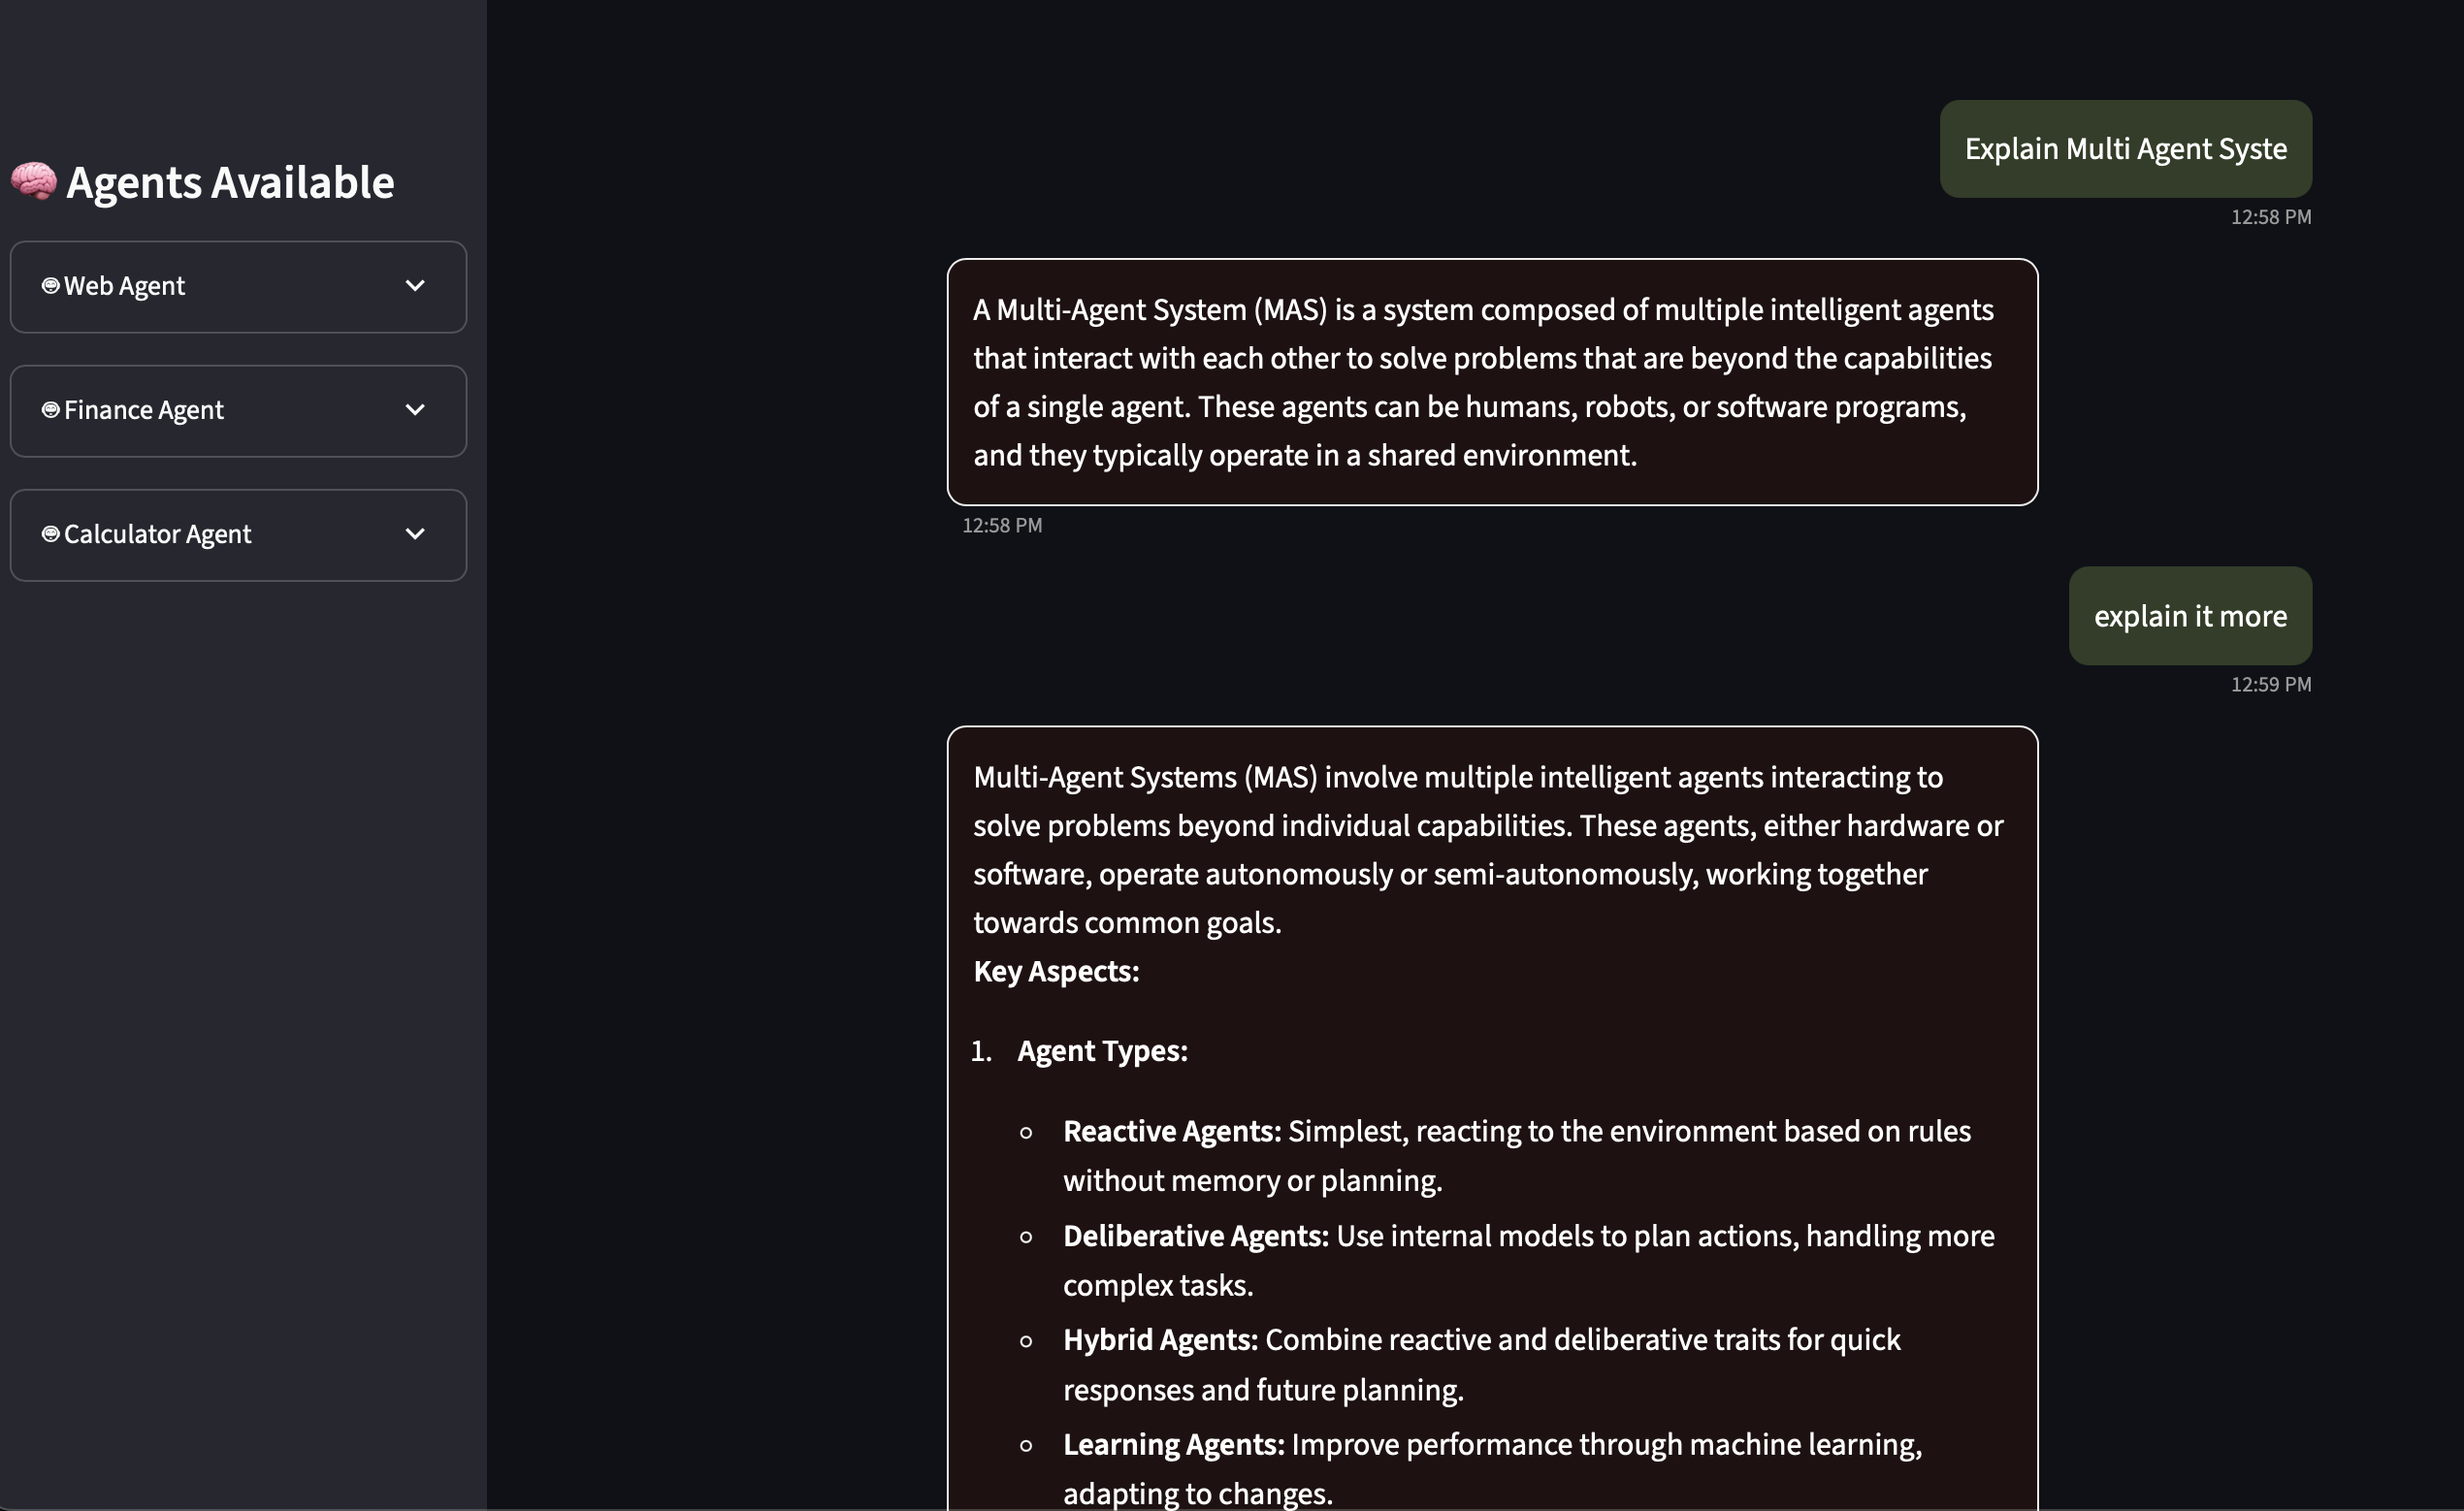 🧠 Agents Available
Web Agent
Finance Agent
Calculator Agent
Explain Multi Agent Syste
12:58 PM
A Multi-Agent System (MAS) is a system composed of multiple intelligent agents
that interact with each other to solve problems that are beyond the capabilities
of a single agent. These agents can be humans, robots, or software programs,
and they typically operate in a shared environment.
12:58 PM
explain it more
12:59 PM
Multi-Agent Systems (MAS) involve multiple intelligent agents interacting to
solve problems beyond individual capabilities. These agents, either hardware or
software, operate autonomously or semi-autonomously, working together
towards common goals.
Key Aspects:
1. Agent Types:
◦ Reactive Agents: Simplest, reacting to the environment based on rules
without memory or planning.
◦ Deliberative Agents: Use internal models to plan actions, handling more
complex tasks.
◦ Hybrid Agents: Combine reactive and deliberative traits for quick
responses and future planning.
◦ Learning Agents: Improve performance through machine learning,
adapting to changes.